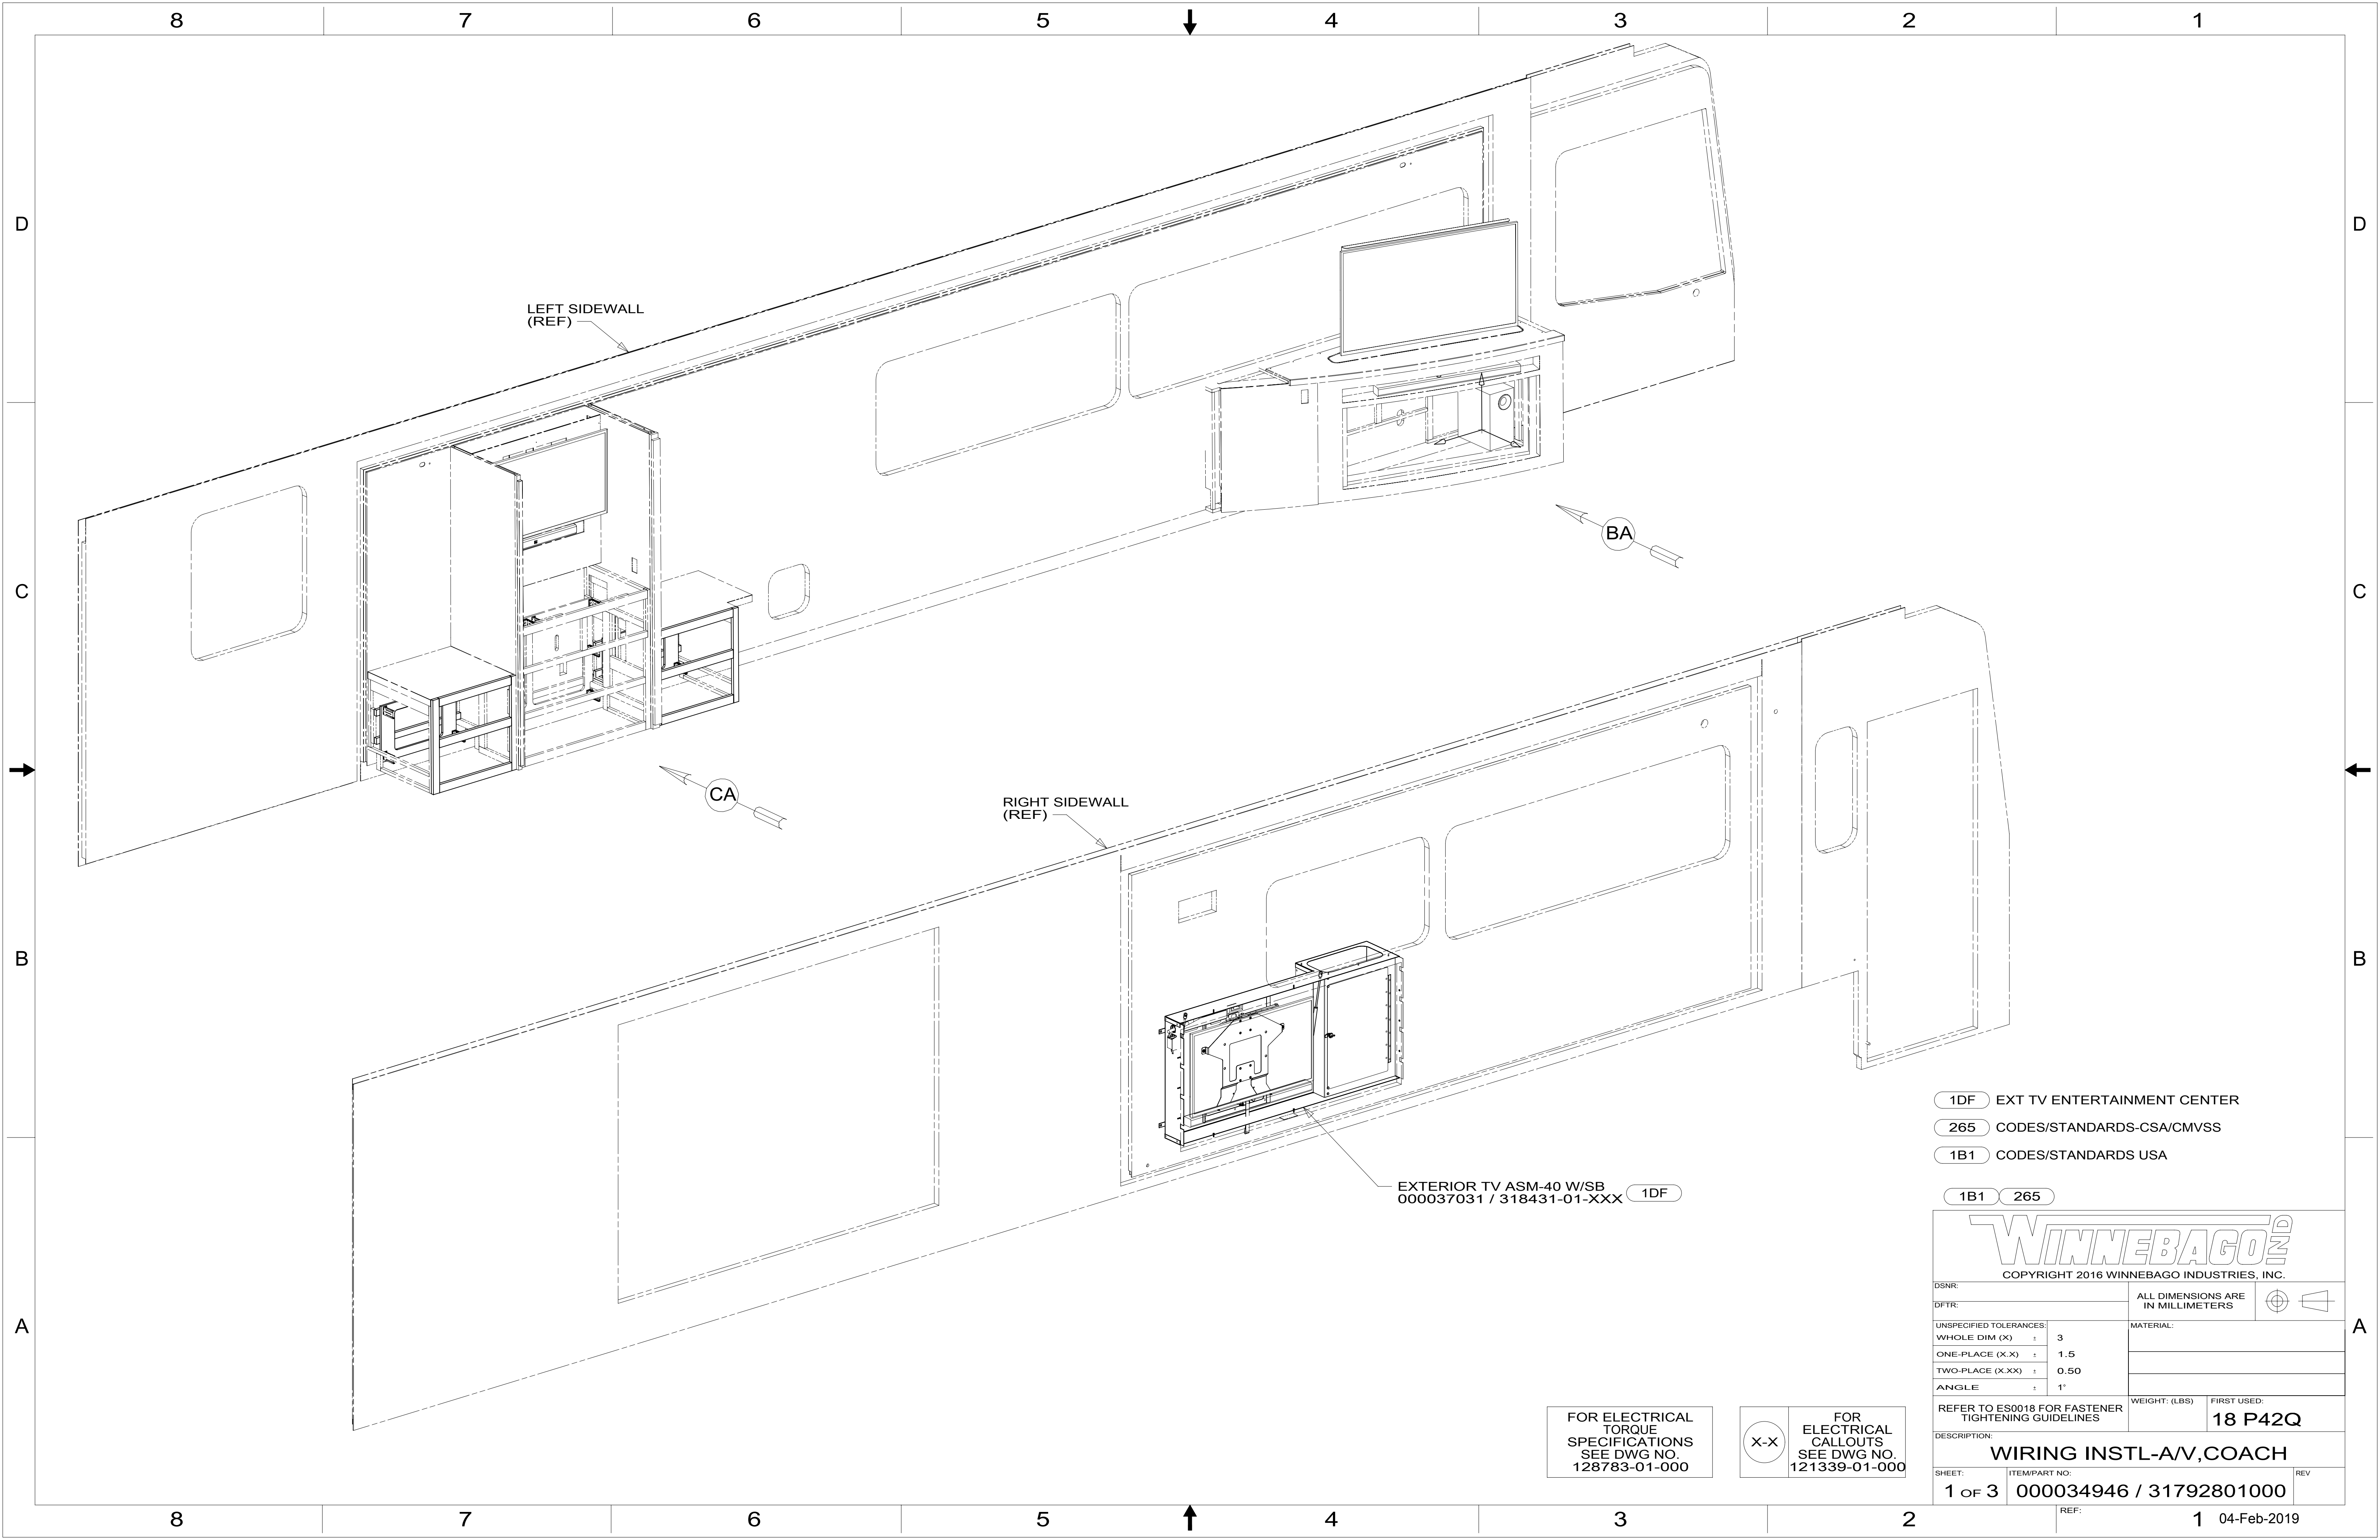 8 7 6 5 4 3 2 1
D
D
LEFT SIDEWALL
(REF)
BA
C
C
CA
RIGHT SIDEWALL
(REF)
B
B
1DF EXT TV ENTERTAINMENT CENTER
265 CODES/STANDARDS-CSA/CMVSS
1B1 CODES/STANDARDS USA
EXTERIOR TV ASM-40 W/SB
000037031 / 318431-01-XXX 1DF
1B1 265
WINNEBAGO IND
COPYRIGHT 2016 WINNEBAGO INDUSTRIES, INC.
DSNR:
DFTR:
ALL DIMENSIONS ARE
IN MILLIMETERS
A
A
UNSPECIFIED TOLERANCES:
WHOLE DIM (X) ± 3
ONE-PLACE (X.X) ± 1.5
TWO-PLACE (X.XX) ± 0.50
ANGLE ± 1°
MATERIAL:
REFER TO ES0018 FOR FASTENER
TIGHTENING GUIDELINES
WEIGHT: (LBS)
FIRST USED:
18 P42Q
FOR ELECTRICAL
TORQUE
SPECIFICATIONS
SEE DWG NO.
128783-01-000
X-X
FOR
ELECTRICAL
CALLOUTS
SEE DWG NO.
121339-01-000
DESCRIPTION:
WIRING INSTL-A/V,COACH
SHEET:
1 OF 3
ITEM/PART NO:
000034946 / 31792801000
REV
8 7 6 5 4 3 2 1
REF:
04-Feb-2019